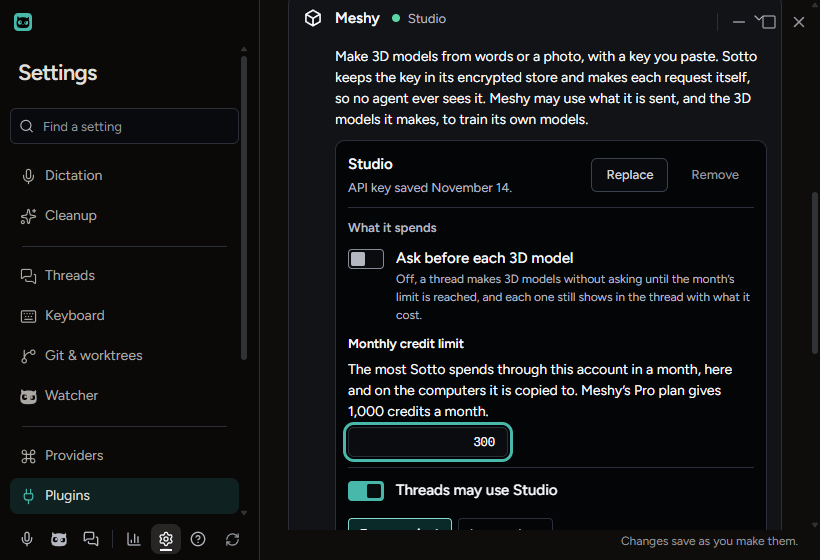 Settings
Find a setting
Dictation
Cleanup
Threads
Keyboard
Git & worktrees
Watcher
Providers
Plugins
Meshy
Studio
Make 3D models from words or a photo, with a key you paste. Sotto
keeps the key in its encrypted store and makes each request itself,
so no agent ever sees it. Meshy may use what it is sent, and the 3D
models it makes, to train its own models.
Studio
API key saved November 14.
Replace
Remove
What it spends
Ask before each 3D model
Off, a thread makes 3D models without asking until the month's
limit is reached, and each one still shows in the thread with what it
cost.
Monthly credit limit
The most Sotto spends through this account in a month, here
and on the computers it is copied to. Meshy's Pro plan gives
1,000 credits a month.
300
Threads may use Studio
Changes save as you make them.